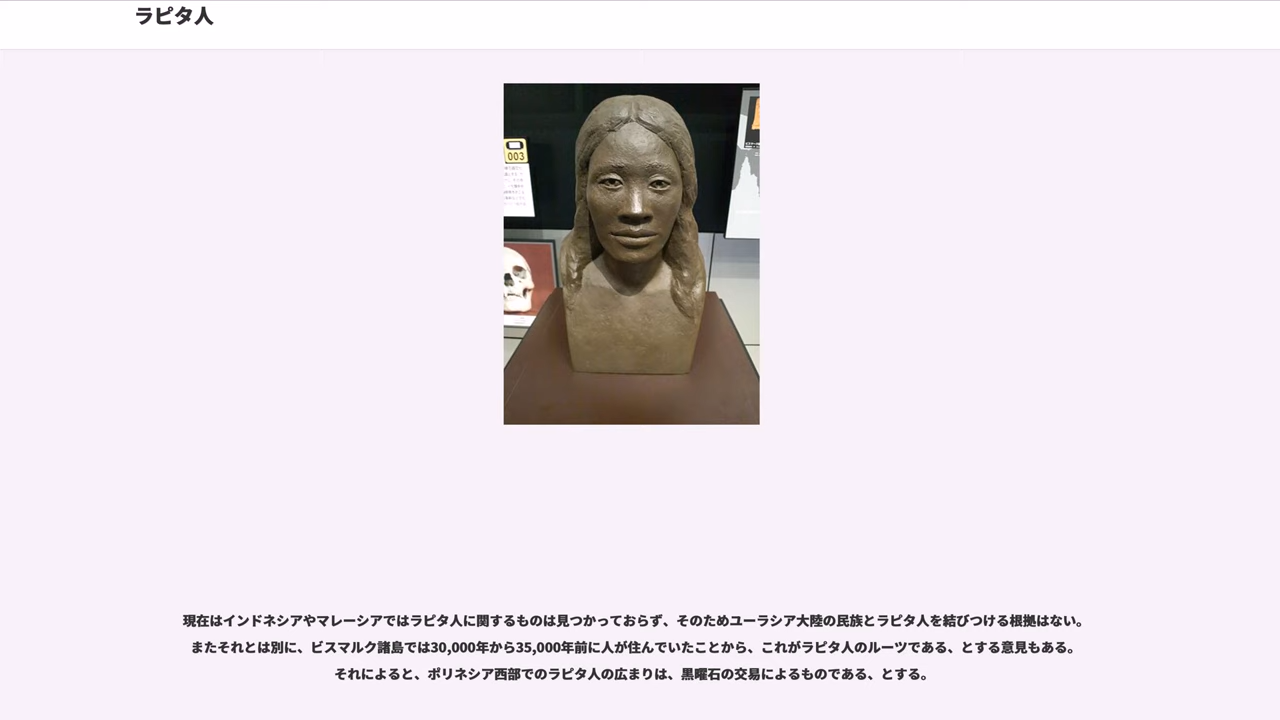 ラピタ人
003
現在はインドネシアやマレーシアではラピタ人に関するものは見つかっておらず、そのためユーラシア大陸の民族とラピタ人を結びつける根拠はない。
またそれとは別に、ビスマルク諸島では30,000年から35,000年前に人が住んでいたことから、これがラピタ人のルーツである、とする意見もある。
それによると、ポリネシア西部でのラピタ人の広まりは、黒曜石の交易によるものである、とする。